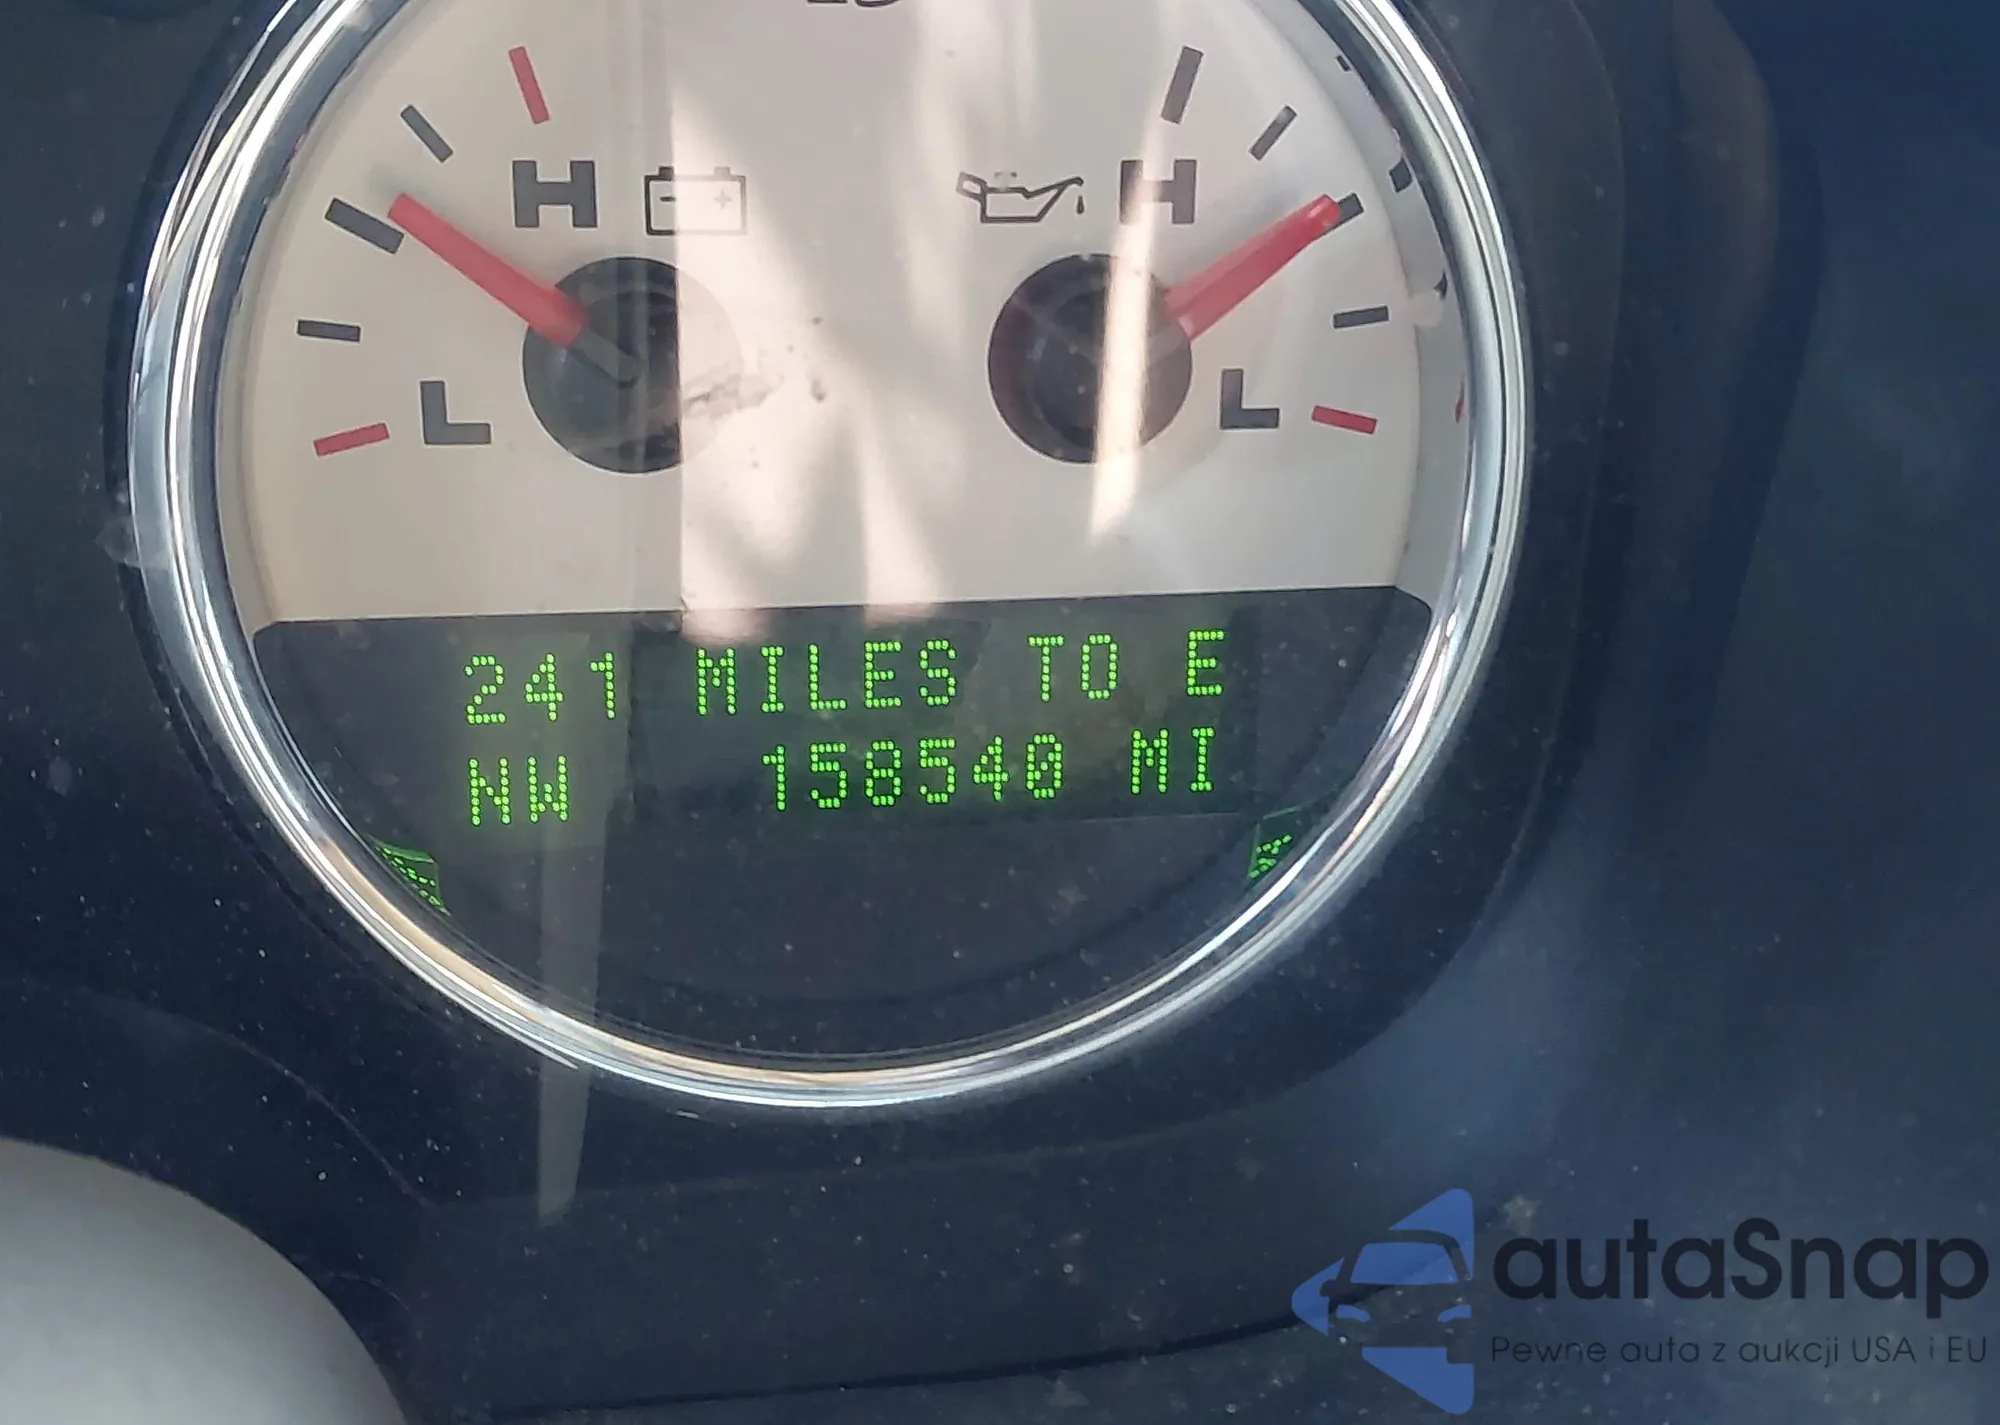 H H
L L
241 MILES TO E
NW 158540 MI
autaSnap
Pewne auta z aukcji USA i EU